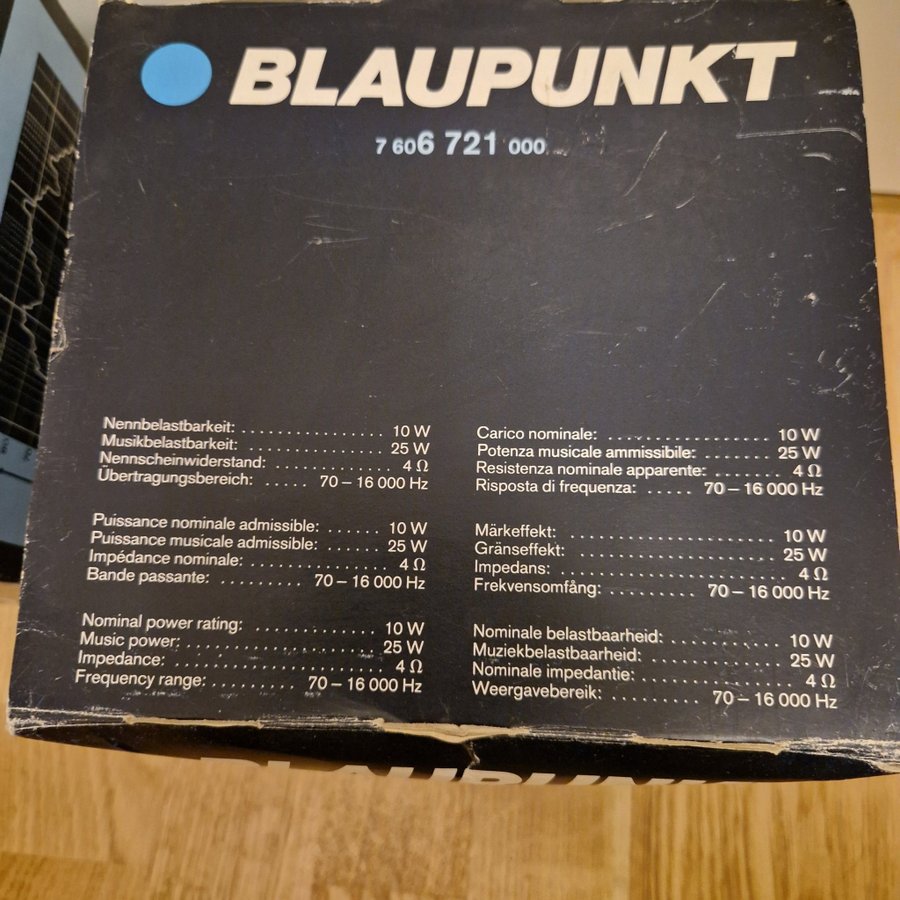 BLAUPUNKT
7 606 721 000
Nennbelastbarkeit: ................ 10 W
Musikbelastbarkeit: ................ 25 W
Nennscheinwiderstand: ............. 4 Ω
Übertragungsbereich: ..... 70 – 16 000 Hz
Puissance nominale admissible: ...... 10 W
Puissance musicale admissible: ...... 25 W
Impédance nominale: ................ 4 Ω
Bande passante: .......... 70 – 16 000 Hz
Nominal power rating: .............. 10 W
Music power: ..................... 25 W
Impedance: ....................... 4 Ω
Frequency range: .......... 70 – 16 000 Hz
Carico nominale: .................. 10 W
Potenza musicale ammissibile: ........ 25 W
Resistenza nominale apparente: ........ 4 Ω
Risposta di frequenza: ..... 70 – 16 000 Hz
Märkeffekt: ....................... 10 W
Gränseffekt: ...................... 25 W
Impedans: ......................... 4 Ω
Frekvensomfång: .......... 70 – 16 000 Hz
Nominale belastbaarheid: ............ 10 W
Muziekbelastbaarheid: .............. 25 W
Nominale impedantie: ............... 4 Ω
Weergavebereik: ........... 70 – 16 000 Hz
BLAUPUNKT